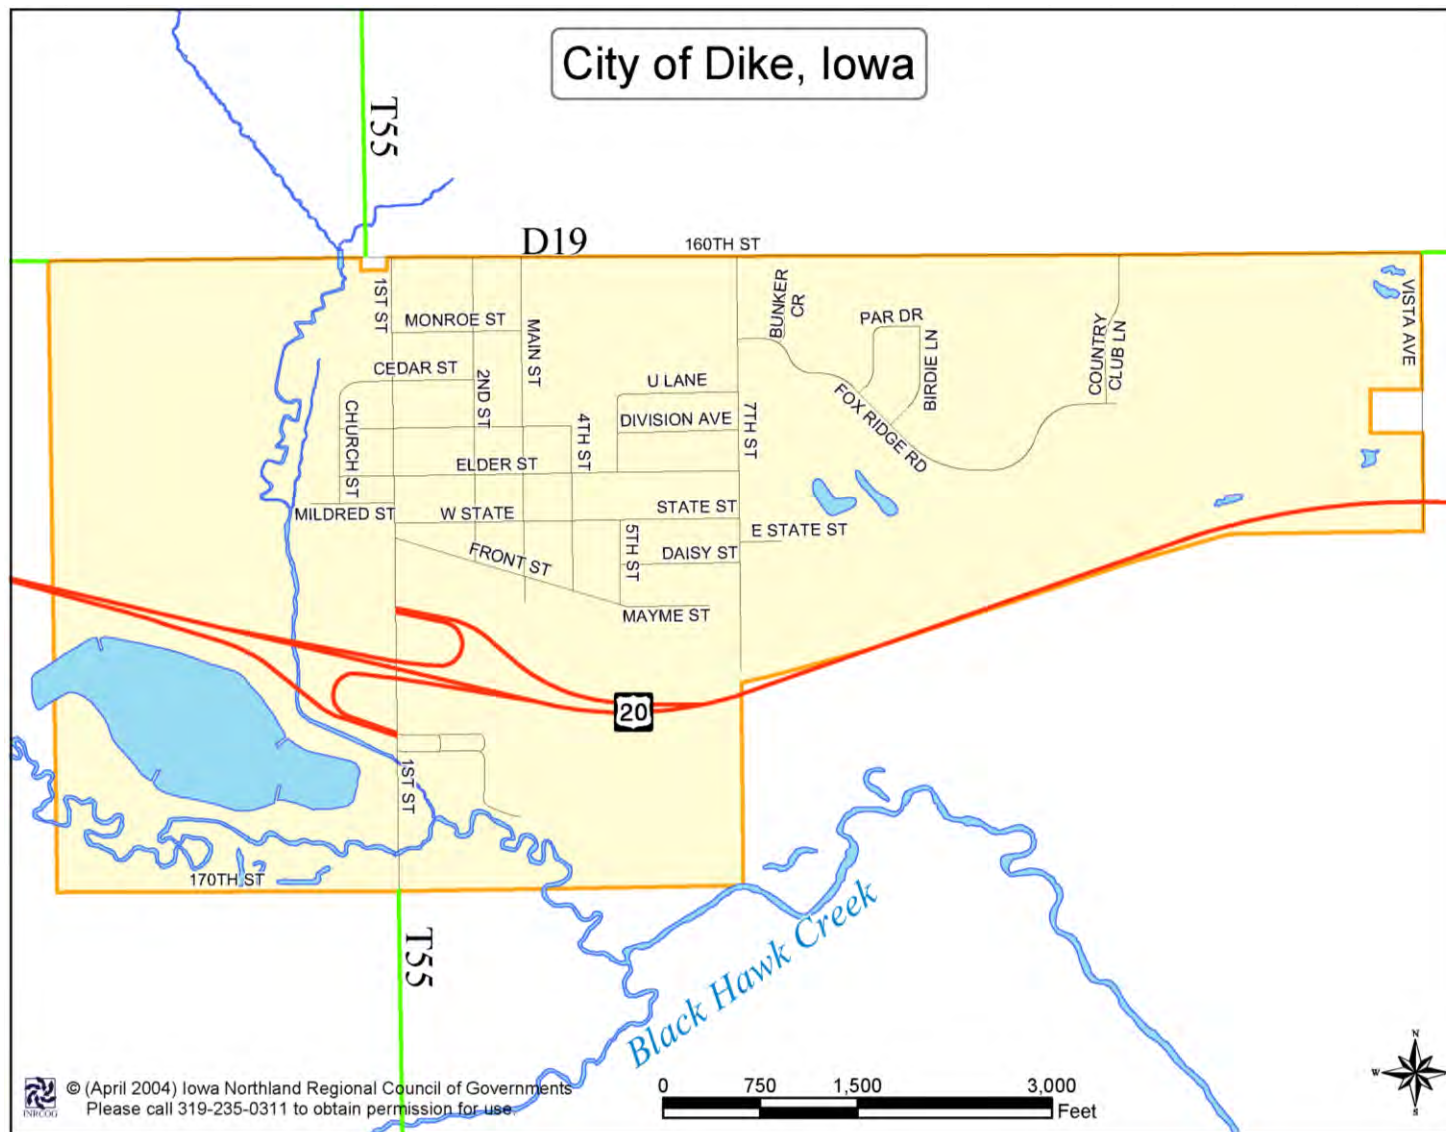 City of Dike, Iowa
T55
D19
160TH ST
1ST ST
MONROE ST
MAIN ST
BUNKER
CR
PAR DR
BIRDIE LN
COUNTRY
CLUB LN
VISTA AVE
CEDAR ST
2ND ST
U LANE
CHURCH ST
4TH ST
DIVISION AVE
7TH ST
FOX RIDGE RD
ELDER ST
MILDRED ST
W STATE
STATE ST
E STATE ST
FRONT ST
5TH ST
DAISY ST
MAYME ST
20
1ST ST
170TH ST
T55
Black Hawk Creek
N
W
E
S
INRCOG
© (April 2004) Iowa Northland Regional Council of Governments
Please call 319-235-0311 to obtain permission for use.
0 750 1,500 3,000
Feet